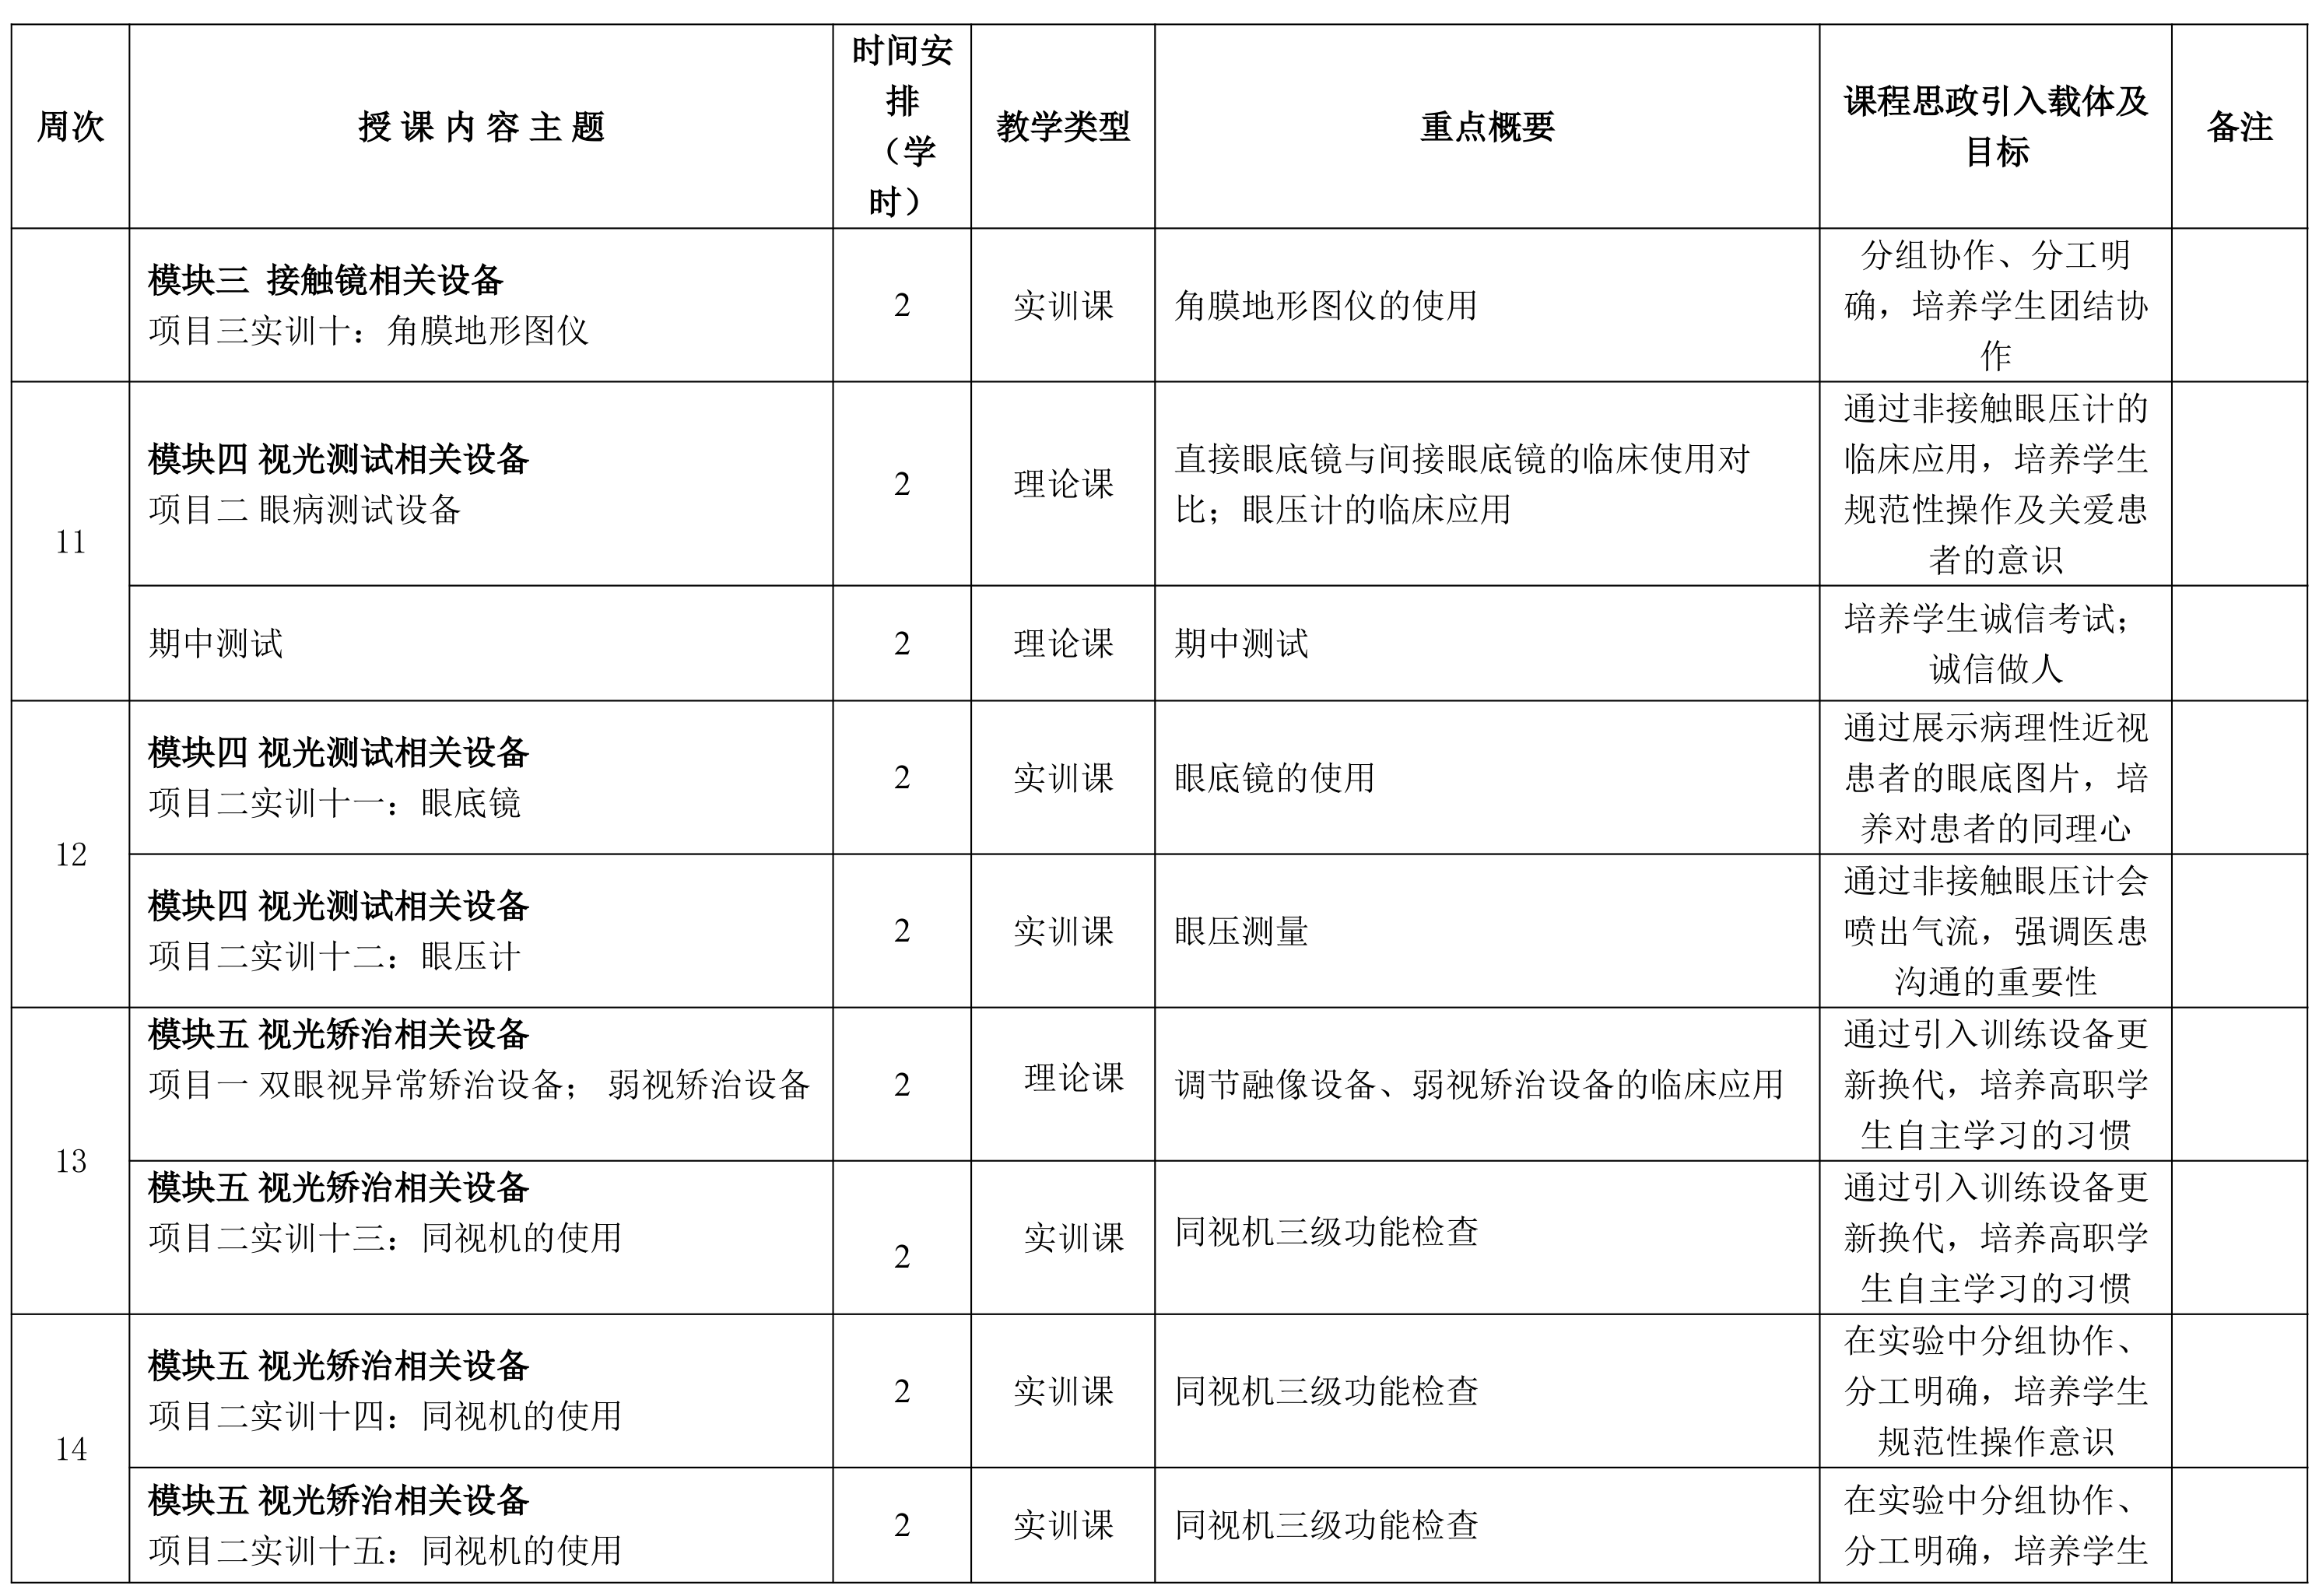 周次
授 课 内 容 主 题
时间安
排
（学
时）
教学类型
重点概要
课程思政引入载体及
目标
备注
模块三 接触镜相关设备
项目三实训十：角膜地形图仪
2
实训课
角膜地形图仪的使用
分组协作、分工明
确，培养学生团结协
作
11
模块四 视光测试相关设备
项目二 眼病测试设备
2
理论课
直接眼底镜与间接眼底镜的临床使用对
比；眼压计的临床应用
通过非接触眼压计的
临床应用，培养学生
规范性操作及关爱患
者的意识
期中测试
2
理论课
期中测试
培养学生诚信考试；
诚信做人
12
模块四 视光测试相关设备
项目二实训十一：眼底镜
2
实训课
眼底镜的使用
通过展示病理性近视
患者的眼底图片，培
养对患者的同理心
模块四 视光测试相关设备
项目二实训十二：眼压计
2
实训课
眼压测量
通过非接触眼压计会
喷出气流，强调医患
沟通的重要性
13
模块五 视光矫治相关设备
项目一 双眼视异常矫治设备； 弱视矫治设备
2
理论课
调节融像设备、弱视矫治设备的临床应用
通过引入训练设备更
新换代，培养高职学
生自主学习的习惯
模块五 视光矫治相关设备
项目二实训十三：同视机的使用
2
实训课
同视机三级功能检查
通过引入训练设备更
新换代，培养高职学
生自主学习的习惯
14
模块五 视光矫治相关设备
项目二实训十四：同视机的使用
2
实训课
同视机三级功能检查
在实验中分组协作、
分工明确，培养学生
规范性操作意识
模块五 视光矫治相关设备
项目二实训十五：同视机的使用
2
实训课
同视机三级功能检查
在实验中分组协作、
分工明确，培养学生